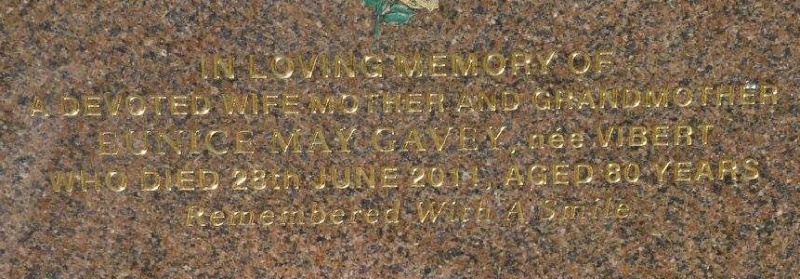 IN LOVING MEMORY OF
A DEVOTED WIFE MOTHER AND GRANDMOTHER
EUNICE MAY GAVEY, née VIBERT
WHO DIED 28th JUNE 2011, AGED 80 YEARS
Remembered With A Smile